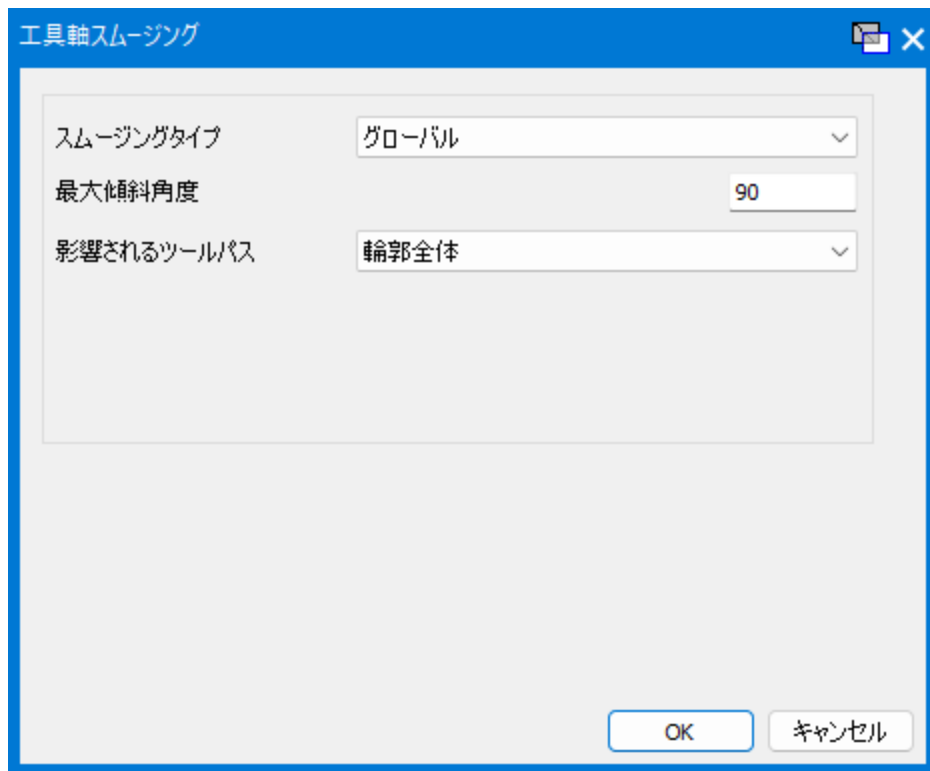 工具軸スムージング
スムージングタイプ グローバル
最大傾斜角度 90
影響されるツールパス 輪郭全体
OK キャンセル